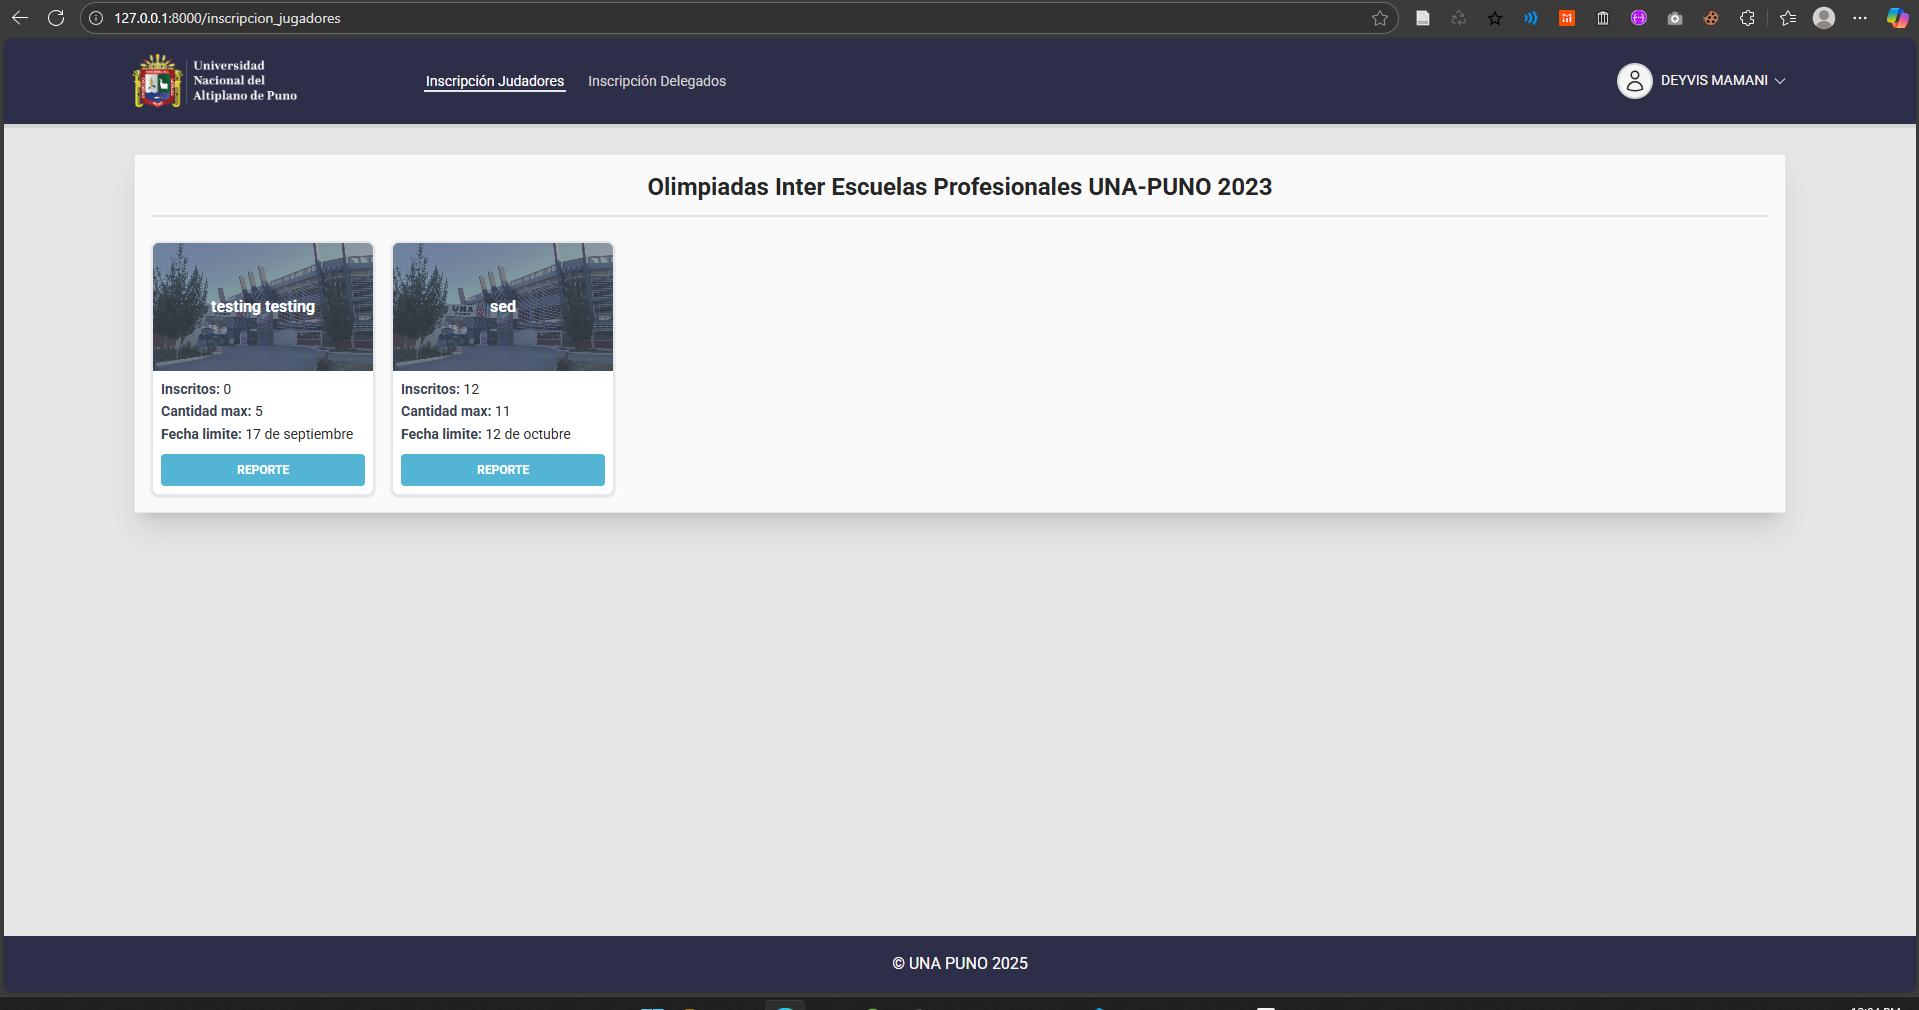 127.0.0.1:8000/inscripcion_jugadores
Universidad
Nacional del
Altiplano de Puno
Inscripción Judadores
Inscripción Delegados
DEYVIS MAMANI
Olimpiadas Inter Escuelas Profesionales UNA-PUNO 2023
testing testing
Inscritos: 0
Cantidad max: 5
Fecha limite: 17 de septiembre
REPORTE
UNA
sed
Inscritos: 12
Cantidad max: 11
Fecha limite: 12 de octubre
REPORTE
© UNA PUNO 2025